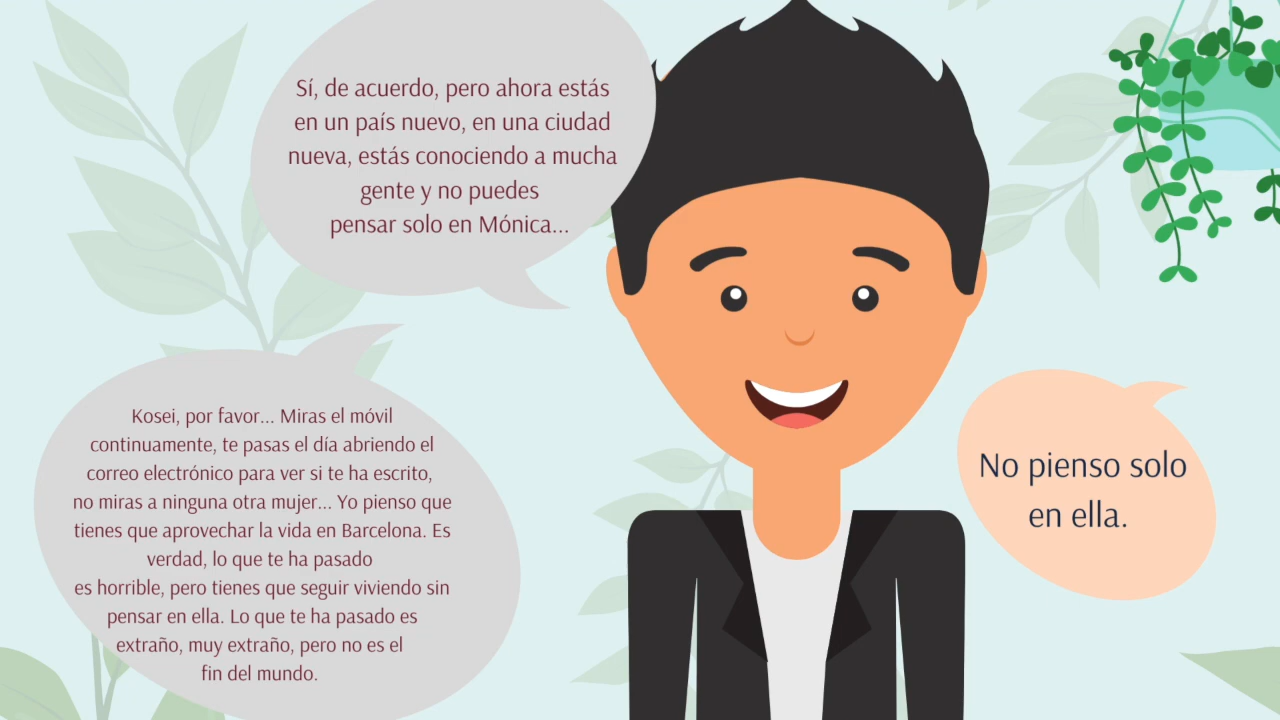 Sí, de acuerdo, pero ahora estás
en un país nuevo, en una ciudad
nueva, estás conociendo a mucha
gente y no puedes
pensar solo en Mónica...
No pienso solo
en ella.
Kosei, por favor... Miras el móvil
continuamente, te pasas el día abriendo el
correo electrónico para ver si te ha escrito,
no miras a ninguna otra mujer... Yo pienso que
tienes que aprovechar la vida en Barcelona. Es
verdad, lo que te ha pasado
es horrible, pero tienes que seguir viviendo sin
pensar en ella. Lo que te ha pasado es
extraño, muy extraño, pero no es el
fin del mundo.